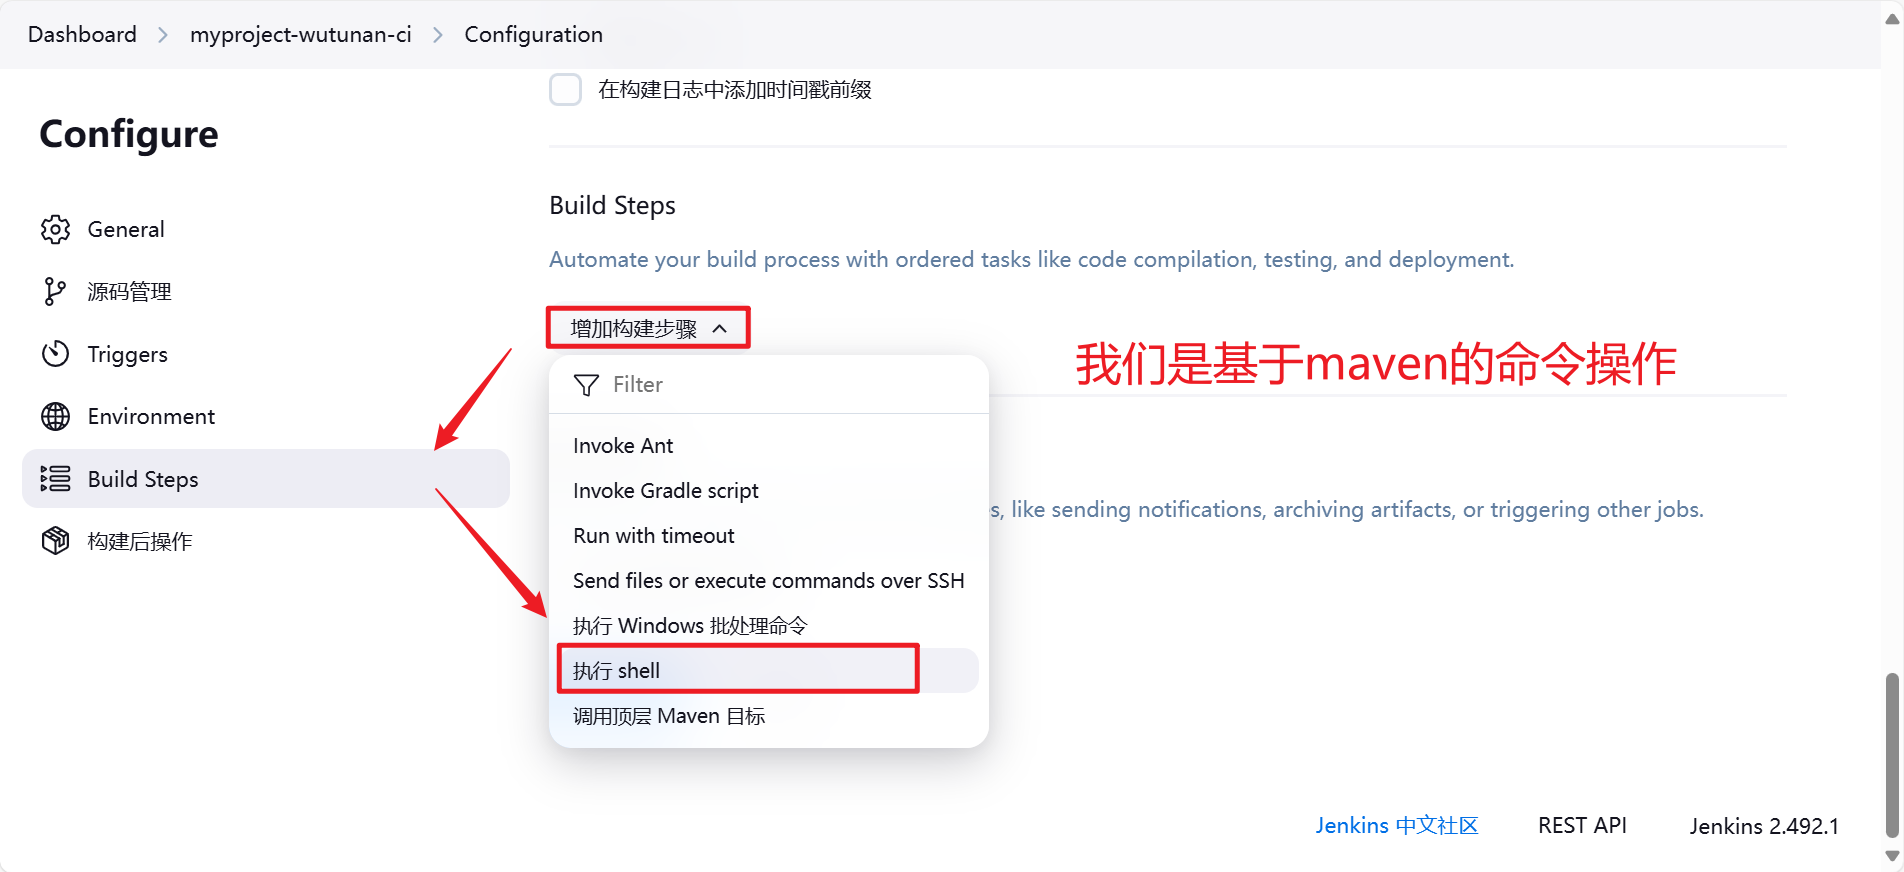 Dashboard > myproject-wutunan-ci > Configuration
Configure
General
源码管理
Triggers
Environment
Build Steps
构建后操作
在构建日志中添加时间戳前缀
Build Steps
Automate your build process with ordered tasks like code compilation, testing, and deployment.
增加构建步骤
我们是基于maven的命令操作
Filter
Invoke Ant
Invoke Gradle script
Run with timeout
Send files or execute commands over SSH
执行 Windows 批处理命令
执行 shell
调用顶层 Maven 目标
s, like sending notifications, archiving artifacts, or triggering other jobs.
Jenkins 中文社区
REST API
Jenkins 2.492.1